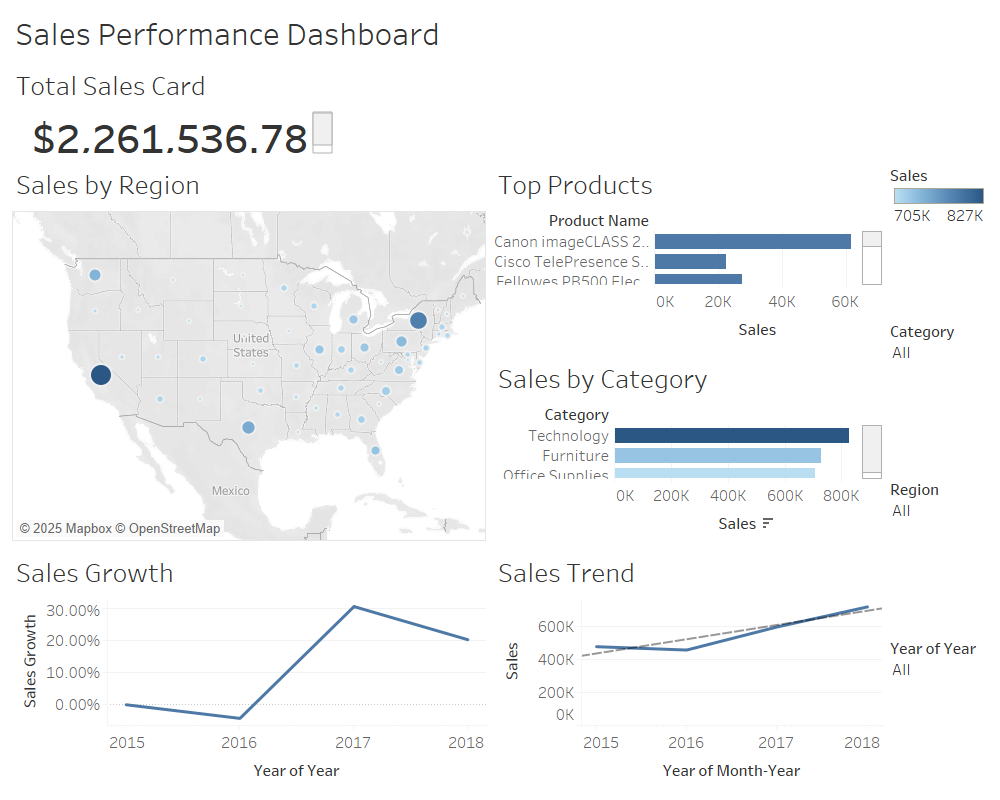 Sales Performance Dashboard
Total Sales Card
$2,261,536.78
Sales by Region
United
States
Mexico
© 2025 Mapbox © OpenStreetMap
Top Products
Product Name
Canon imageCLASS 2..
Cisco TelePresence S..
Fellowes PB500 Elec..
0K 20K 40K 60K
Sales
Sales
705K 827K
Category
All
Sales by Category
Category
Technology
Furniture
Office Supplies
0K 200K 400K 600K 800K
Sales
Region
All
Sales Growth
Sales Growth
30.00%
20.00%
10.00%
0.00%
2015 2016 2017 2018
Year of Year
Sales Trend
Sales
600K
400K
200K
0K
2015 2016 2017 2018
Year of Month-Year
Year of Year
All